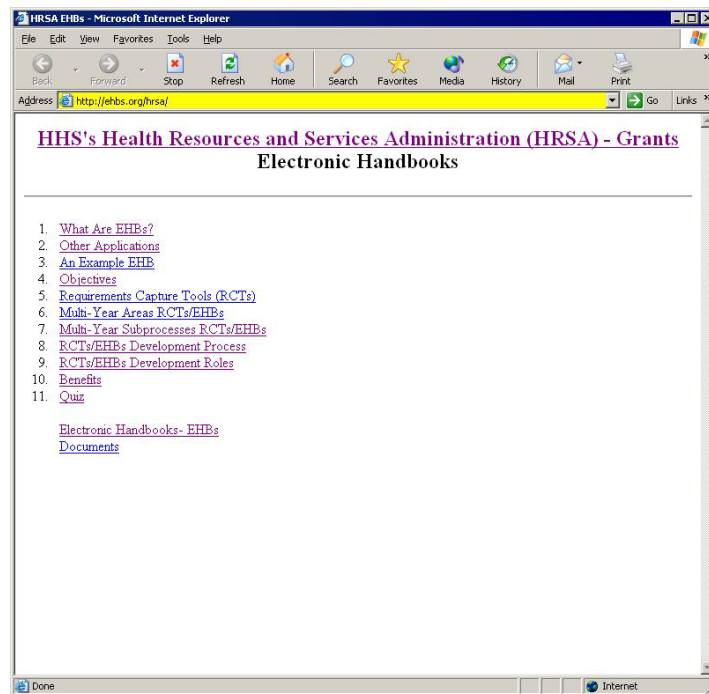 HRSA EHBs - Microsoft Internet Explorer
File Edit View Favorites Tools Help
Back Forward Stop Refresh Home Search Favorites Media History Mail Print
Address http://ehbs.org/hrsa/ Go Links
HHS's Health Resources and Services Administration (HRSA) - Grants
Electronic Handbooks
1. What Are EHBs?
2. Other Applications
3. An Example EHB
4. Objectives
5. Requirements Capture Tools (RCTs)
6. Multi-Year Areas RCTs/EHBs
7. Multi-Year Subprocesses RCTs/EHBs
8. RCTs/EHBs Development Process
9. RCTs/EHBs Development Roles
10. Benefits
11. Quiz
Electronic Handbooks- EHBs
Documents
Done Internet